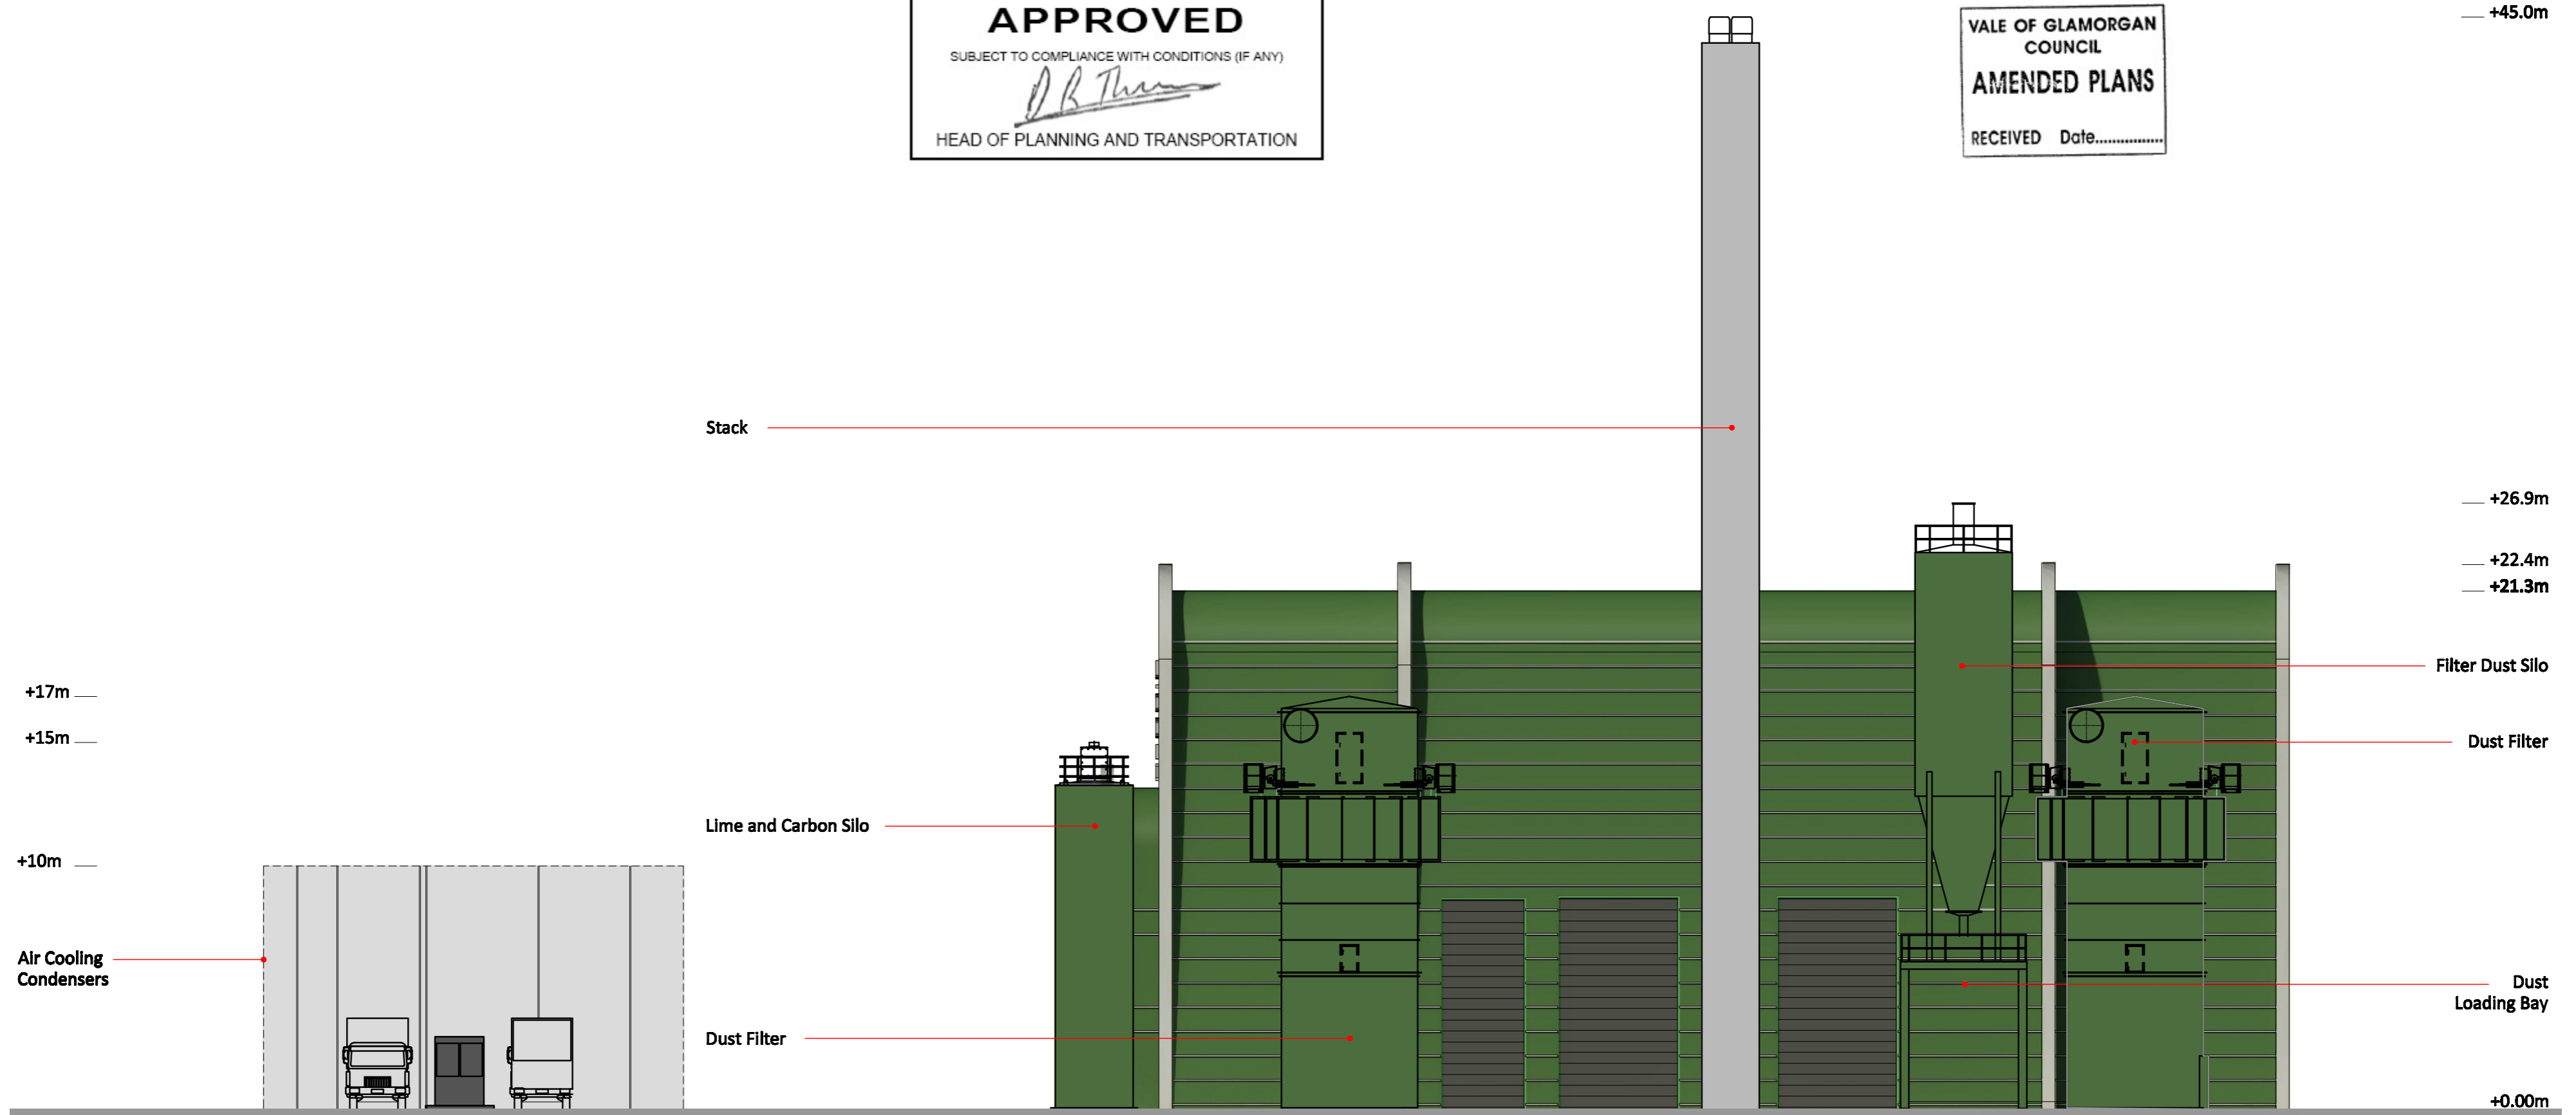 APPROVED
SUBJECT TO COMPLIANCE WITH CONDITIONS (IF ANY)
HEAD OF PLANNING AND TRANSPORTATION
VALE OF GLAMORGAN
COUNCIL
AMENDED PLANS
RECEIVED Date...............
+45.0m
Stack
+26.9m
+22.4m
+21.3m
Filter Dust Silo
+17m
+15m
Dust Filter
Lime and Carbon Silo
+10m
Air Cooling
Condensers
Dust
Loading Bay
Dust Filter
+0.00m